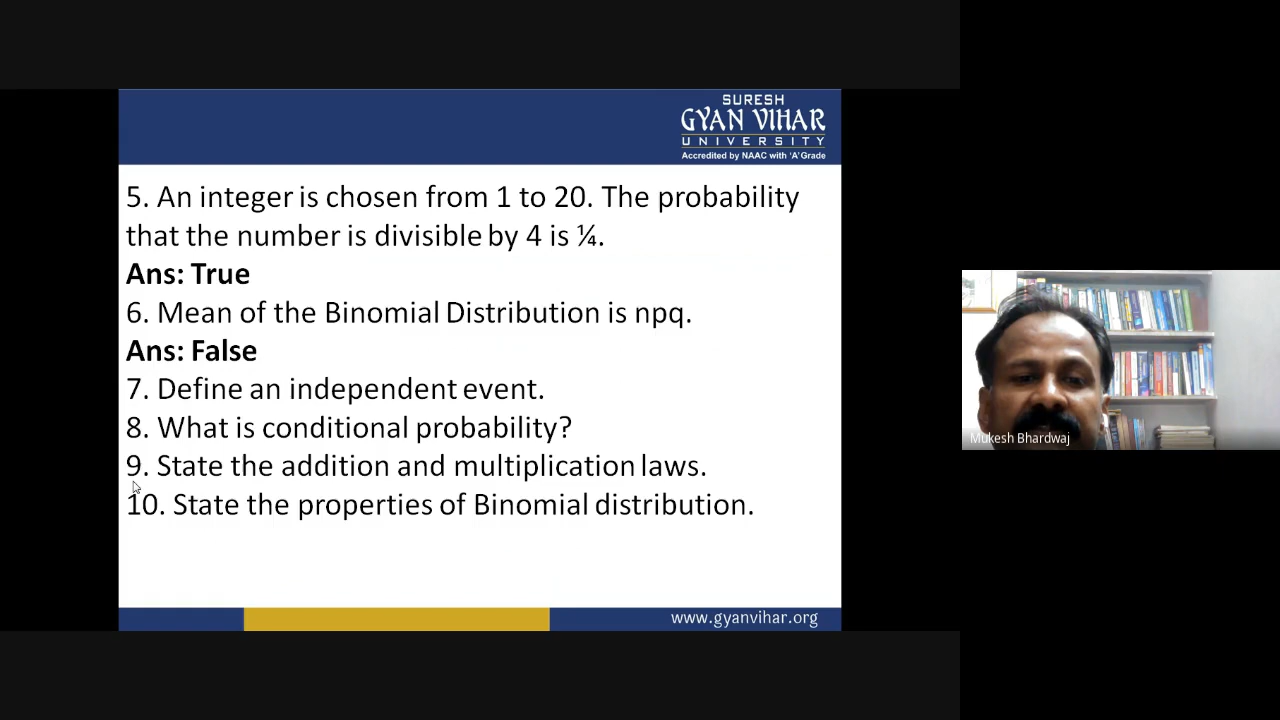 SURESH
GYAN VIHAR
UNIVERSITY
Accredited by NAAC with 'A' Grade
5. An integer is chosen from 1 to 20. The probability
that the number is divisible by 4 is ¼.
Ans: True
6. Mean of the Binomial Distribution is npq.
Ans: False
7. Define an independent event.
8. What is conditional probability?
9. State the addition and multiplication laws.
10. State the properties of Binomial distribution.
www.gyanvihar.org
Mukesh Bhardwaj